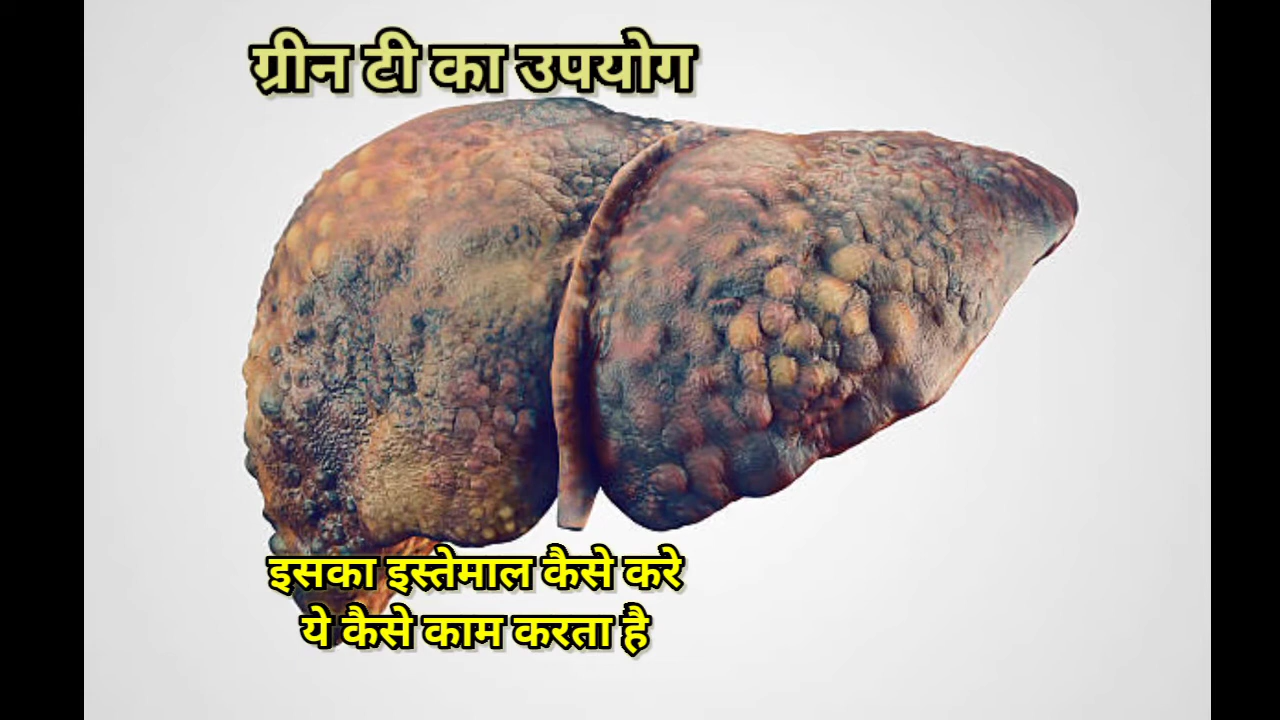 ग्रीन टी का उपयोग
इसका इस्तेमाल कैसे करे
ये कैसे काम करता है